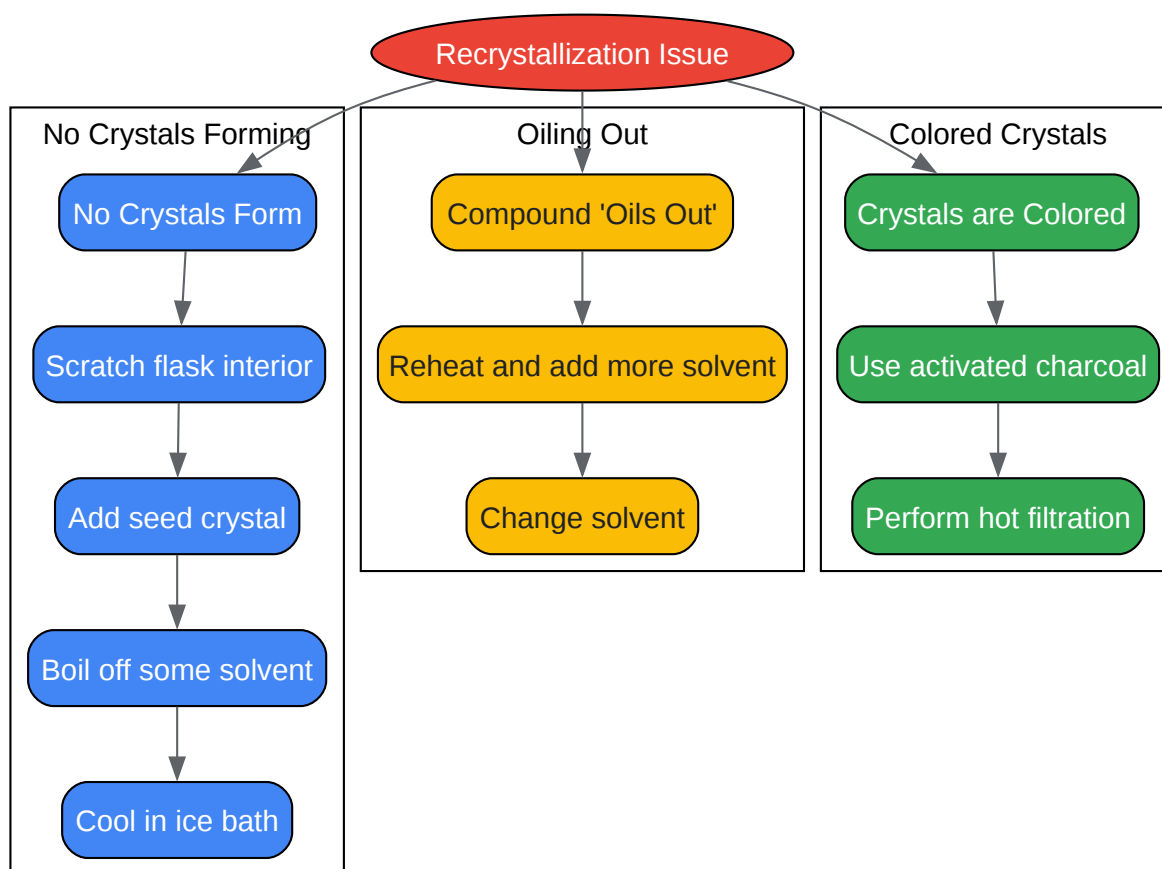 Recrystallization Issue
No Crystals Forming
No Crystals Form
Scratch flask interior
Add seed crystal
Boil off some solvent
Cool in ice bath
Oiling Out
Compound 'Oils Out'
Reheat and add more solvent
Change solvent
Colored Crystals
Crystals are Colored
Use activated charcoal
Perform hot filtration